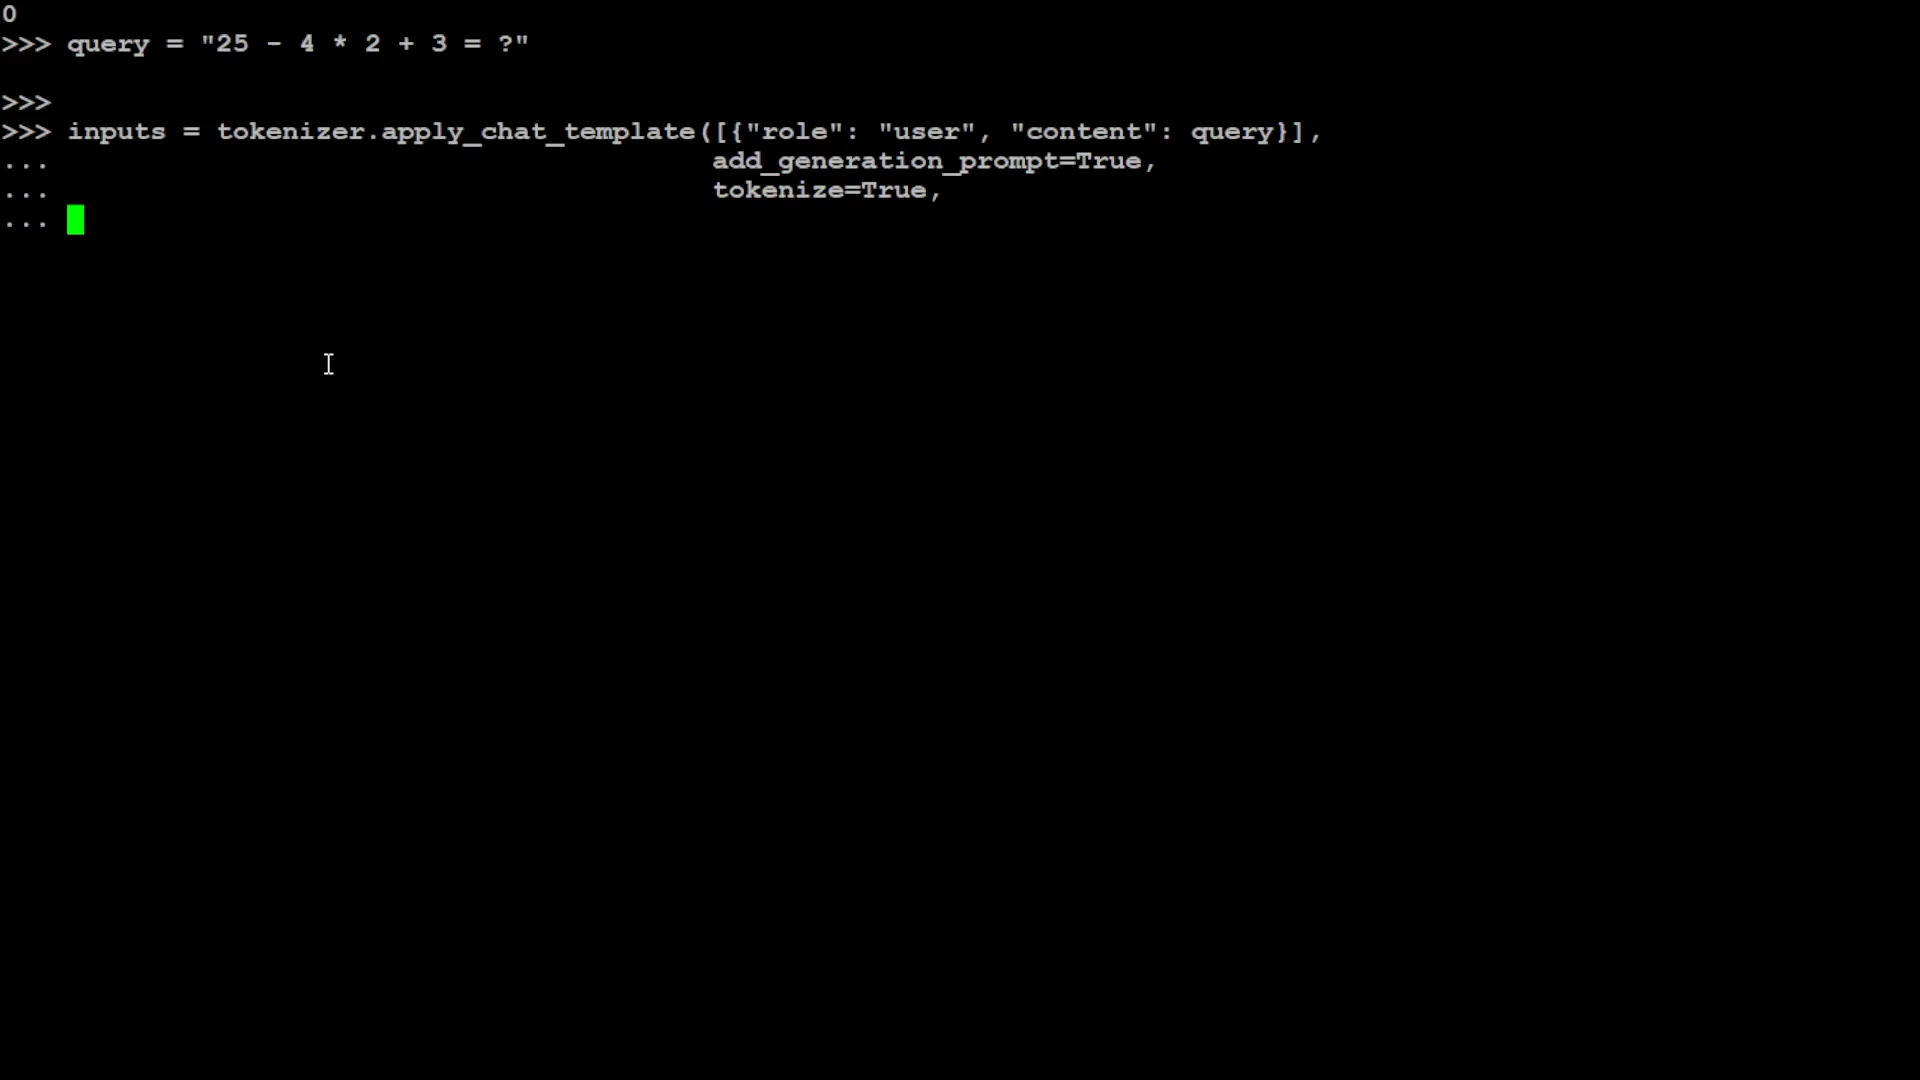 0
>>> query = "25 - 4 * 2 + 3 = ?"
>>>
>>> inputs = tokenizer.apply_chat_template([{"role": "user", "content": query}],
...                                        add_generation_prompt=True,
...                                        tokenize=True,
...